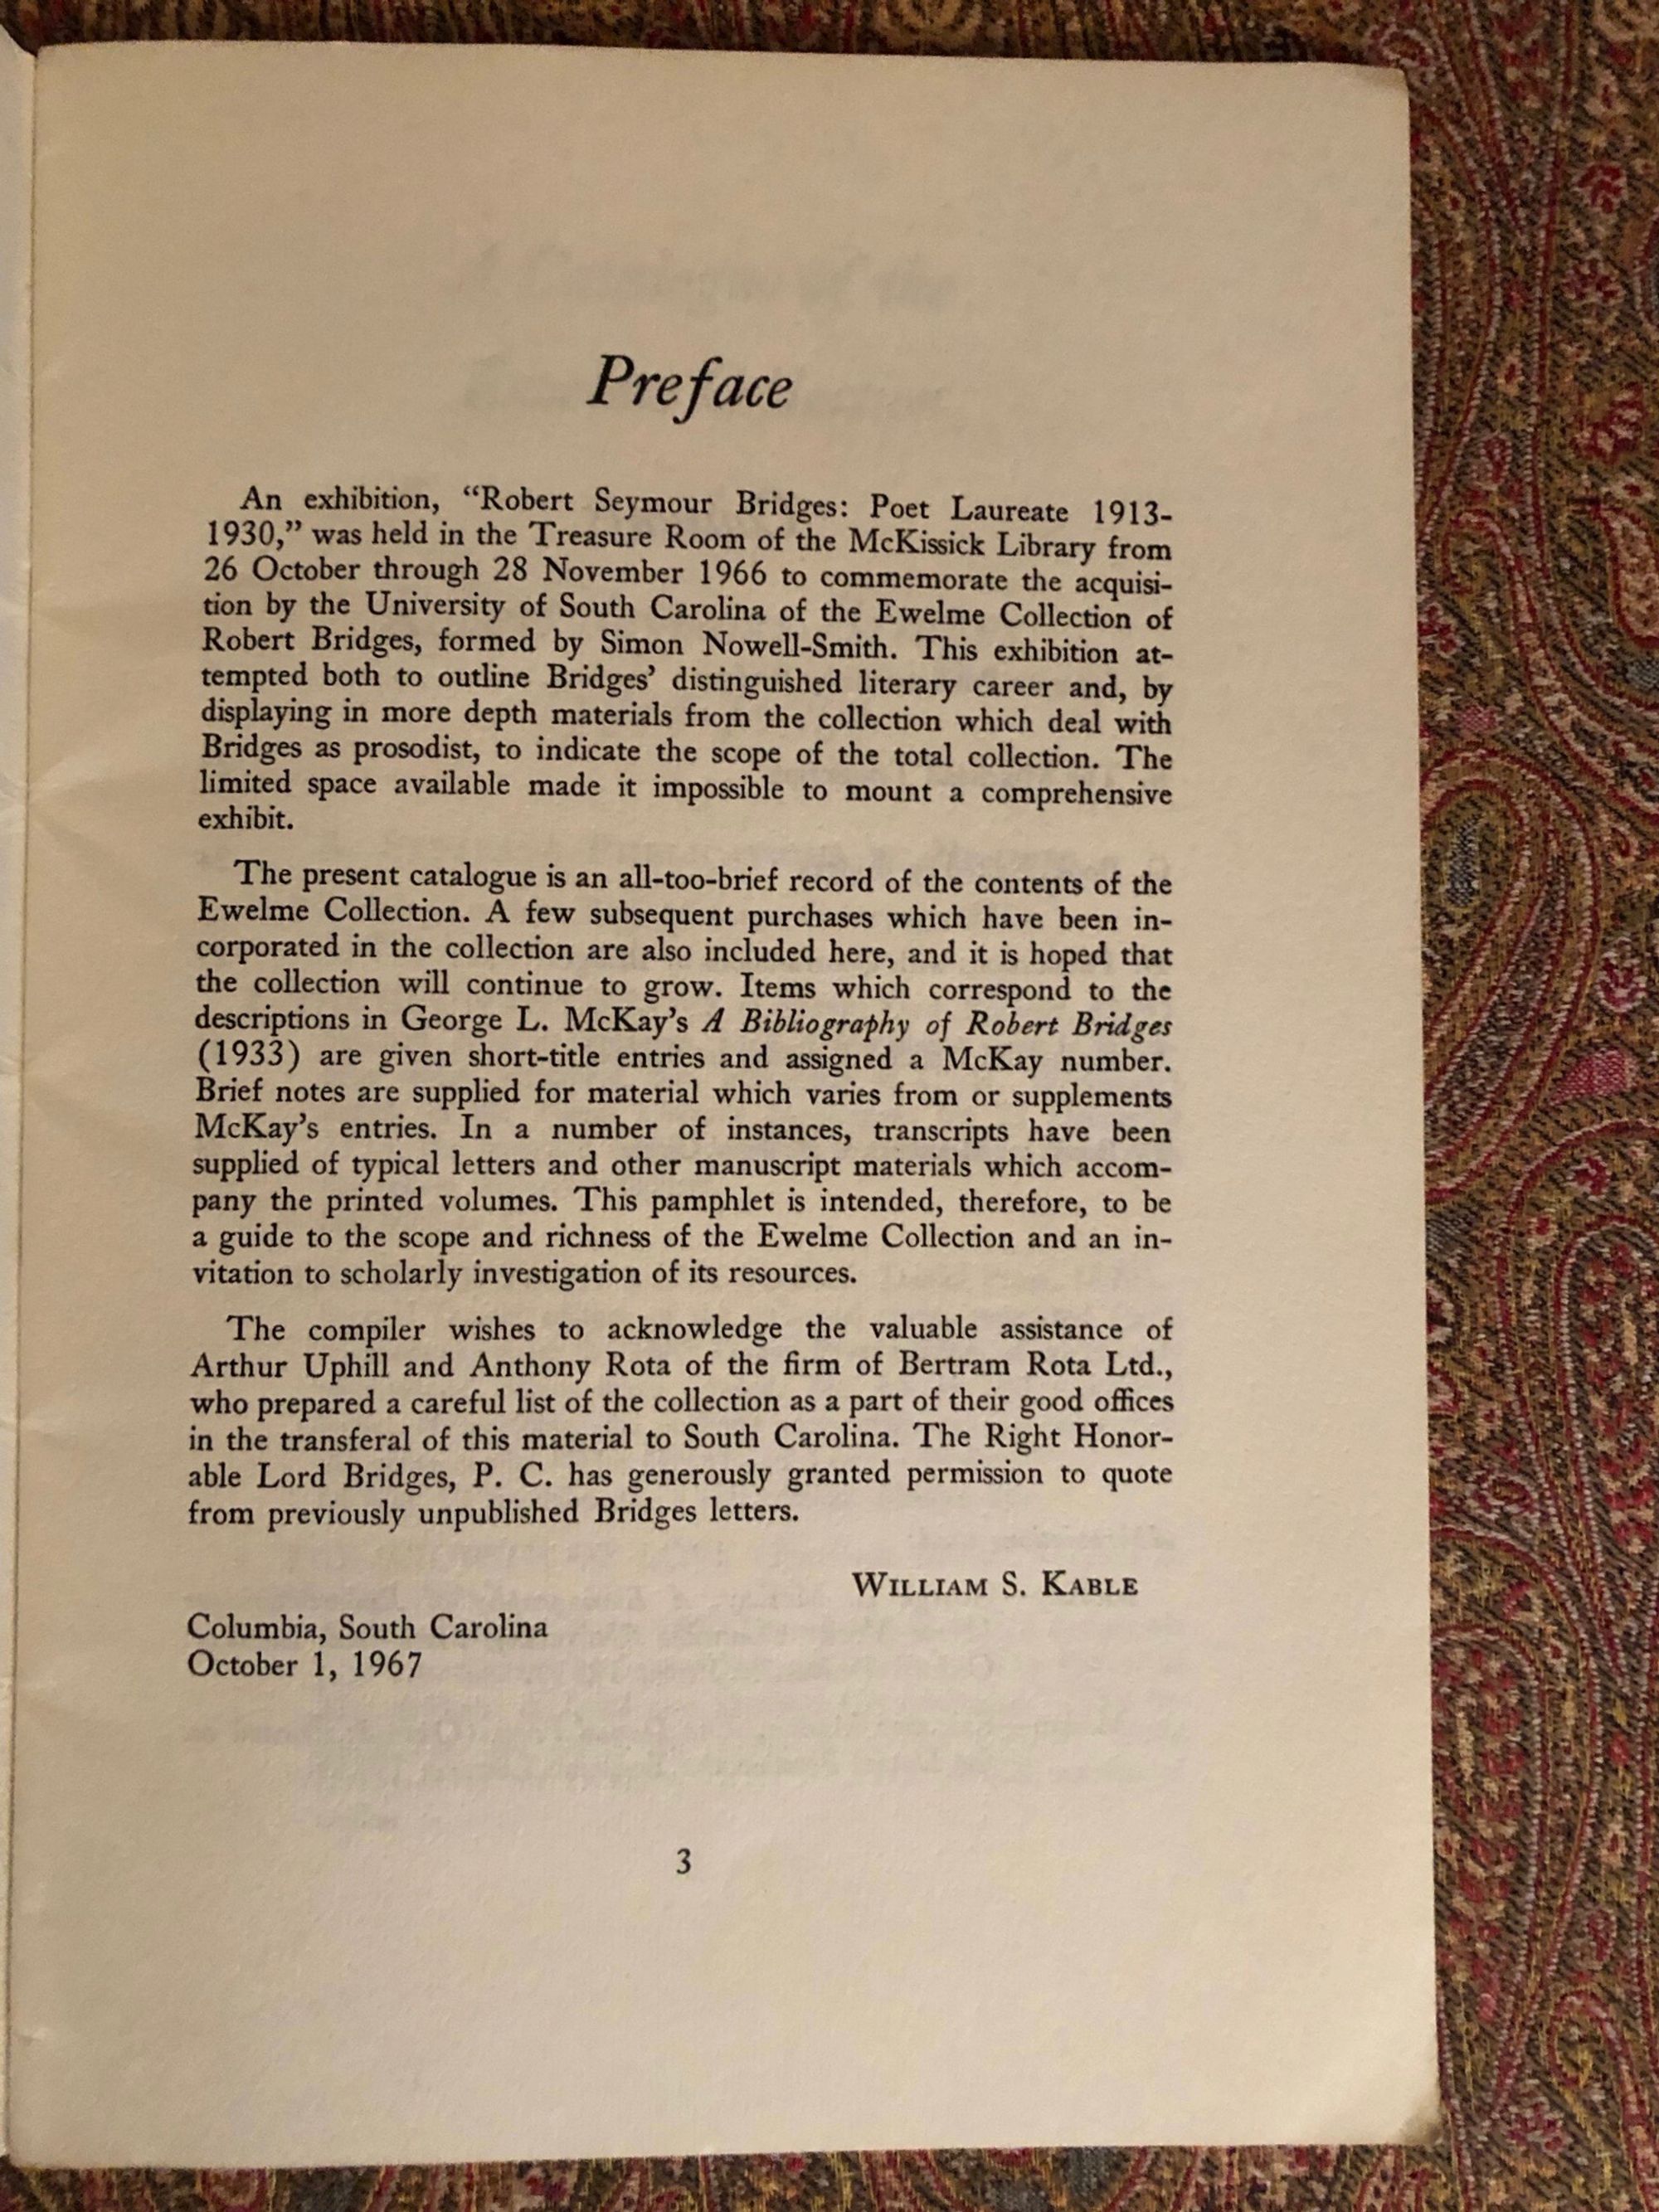 Preface
An exhibition, “Robert Seymour Bridges: Poet Laureate 1913-
1930,” was held in the Treasure Room of the McKissick Library from
26 October through 28 November 1966 to commemorate the acquisi-
tion by the University of South Carolina of the Ewelme Collection of
Robert Bridges, formed by Simon Nowell-Smith. This exhibition at-
tempted both to outline Bridges’ distinguished literary career and, by
displaying in more depth materials from the collection which deal with
Bridges as prosodist, to indicate the scope of the total collection. The
limited space available made it impossible to mount a comprehensive
exhibit.
The present catalogue is an all-too-brief record of the contents of the
Ewelme Collection. A few subsequent purchases which have been in-
corporated in the collection are also included here, and it is hoped that
the collection will continue to grow. Items which correspond to the
descriptions in George L. McKay’s A Bibliography of Robert Bridges
(1933) are given short-title entries and assigned a McKay number.
Brief notes are supplied for material which varies from or supplements
McKay’s entries. In a number of instances, transcripts have been
supplied of typical letters and other manuscript materials which accom-
pany the printed volumes. This pamphlet is intended, therefore, to be
a guide to the scope and richness of the Ewelme Collection and an in-
vitation to scholarly investigation of its resources.
The compiler wishes to acknowledge the valuable assistance of
Arthur Uphill and Anthony Rota of the firm of Bertram Rota Ltd.,
who prepared a careful list of the collection as a part of their good offices
in the transferal of this material to South Carolina. The Right Honor-
able Lord Bridges, P. C. has generously granted permission to quote
from previously unpublished Bridges letters.
WILLIAM S. KABLE
Columbia, South Carolina
October 1, 1967
3